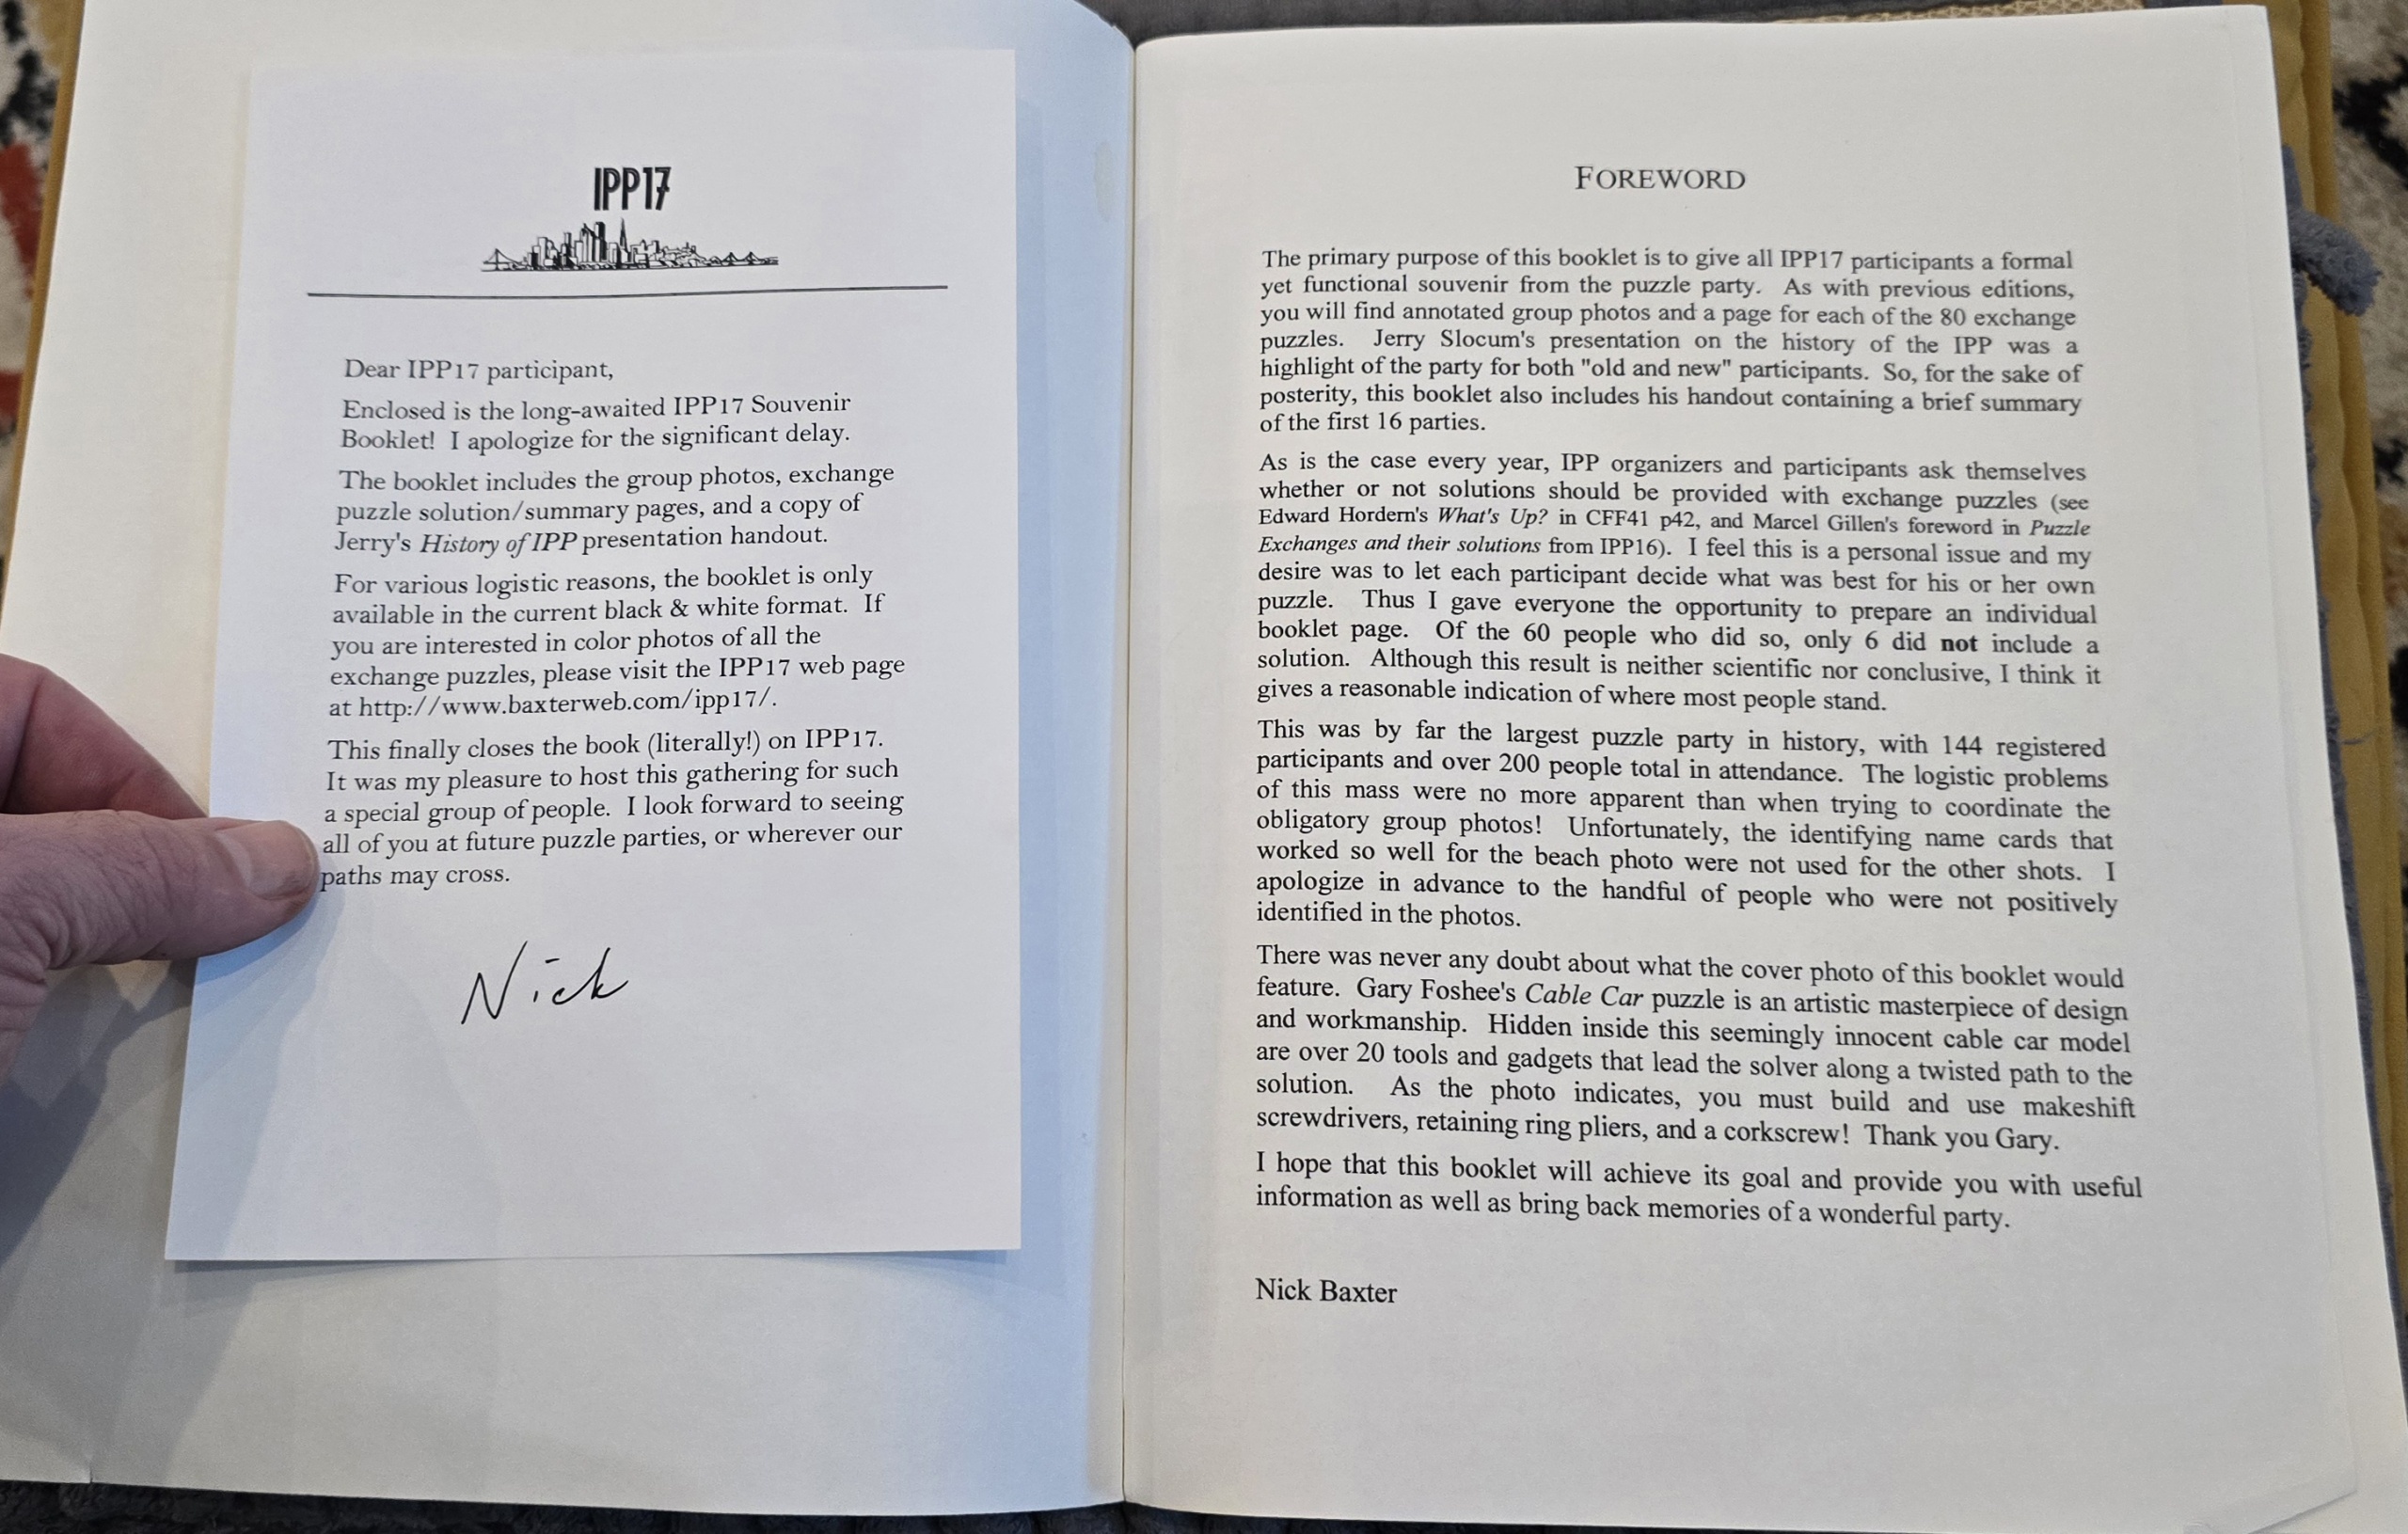 IPP17
Dear IPP17 participant,
Enclosed is the long-awaited IPP17 Souvenir
Booklet!  I apologize for the significant delay.
The booklet includes the group photos, exchange
puzzle solution/summary pages, and a copy of
Jerry's History of IPP presentation handout.
For various logistic reasons, the booklet is only
available in the current black & white format.  If
you are interested in color photos of all the
exchange puzzles, please visit the IPP17 web page
at http://www.baxterweb.com/ipp17/.
This finally closes the book (literally!) on IPP17.
It was my pleasure to host this gathering for such
a special group of people.  I look forward to seeing
all of you at future puzzle parties, or wherever our
paths may cross.
Nick
FOREWORD
The primary purpose of this booklet is to give all IPP17 participants a formal
yet functional souvenir from the puzzle party.  As with previous editions,
you will find annotated group photos and a page for each of the 80 exchange
puzzles.  Jerry Slocum's presentation on the history of the IPP was a
highlight of the party for both "old and new" participants.  So, for the sake of
posterity, this booklet also includes his handout containing a brief summary
of the first 16 parties.
As is the case every year, IPP organizers and participants ask themselves
whether or not solutions should be provided with exchange puzzles (see
Edward Hordern's What's Up? in CFF41 p42, and Marcel Gillen's foreword in Puzzle
Exchanges and their solutions from IPP16).  I feel this is a personal issue and my
desire was to let each participant decide what was best for his or her own
puzzle.  Thus I gave everyone the opportunity to prepare an individual
booklet page.  Of the 60 people who did so, only 6 did not include a
solution.  Although this result is neither scientific nor conclusive, I think it
gives a reasonable indication of where most people stand.
This was by far the largest puzzle party in history, with 144 registered
participants and over 200 people total in attendance.  The logistic problems
of this mass were no more apparent than when trying to coordinate the
obligatory group photos!  Unfortunately, the identifying name cards that
worked so well for the beach photo were not used for the other shots.  I
apologize in advance to the handful of people who were not positively
identified in the photos.
There was never any doubt about what the cover photo of this booklet would
feature.  Gary Foshee's Cable Car puzzle is an artistic masterpiece of design
and workmanship.  Hidden inside this seemingly innocent cable car model
are over 20 tools and gadgets that lead the solver along a twisted path to the
solution.  As the photo indicates, you must build and use makeshift
screwdrivers, retaining ring pliers, and a corkscrew!  Thank you Gary.
I hope that this booklet will achieve its goal and provide you with useful
information as well as bring back memories of a wonderful party.
Nick Baxter